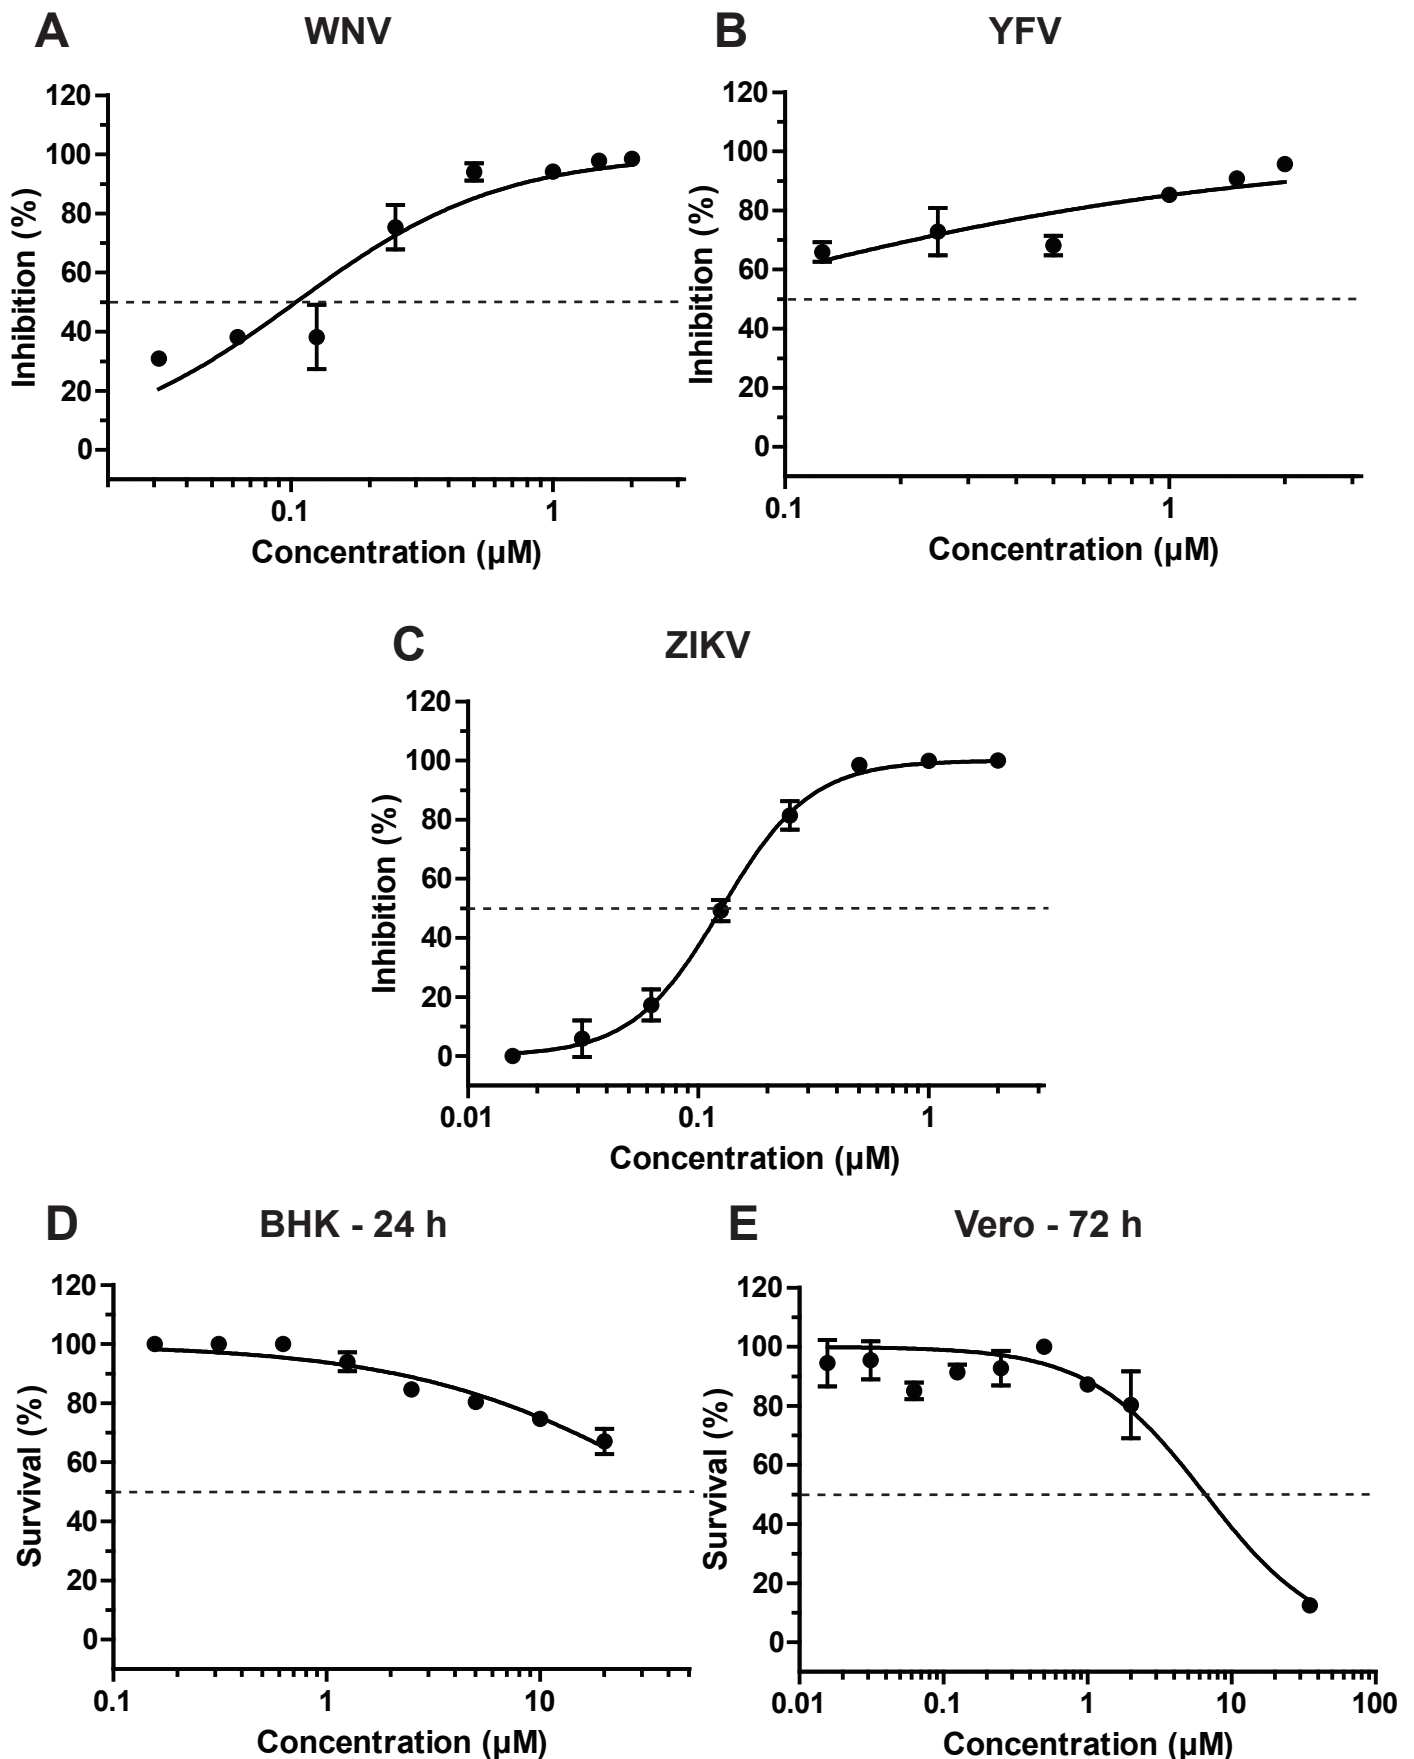 A WNV
120
100
80
60
40
20
0
Inhibition (%)
0.1 1
Concentration (µM)
B YFV
120
100
80
60
40
20
0
Inhibition (%)
0.1 1
Concentration (µM)
C ZIKV
120
100
80
60
40
20
0
Inhibition (%)
0.01 0.1 1
Concentration (µM)
D BHK - 24 h
120
100
80
60
40
20
0
Survival (%)
0.1 1 10
Concentration (µM)
E Vero - 72 h
120
100
80
60
40
20
0
Survival (%)
0.01 0.1 1 10 100
Concentration (µM)